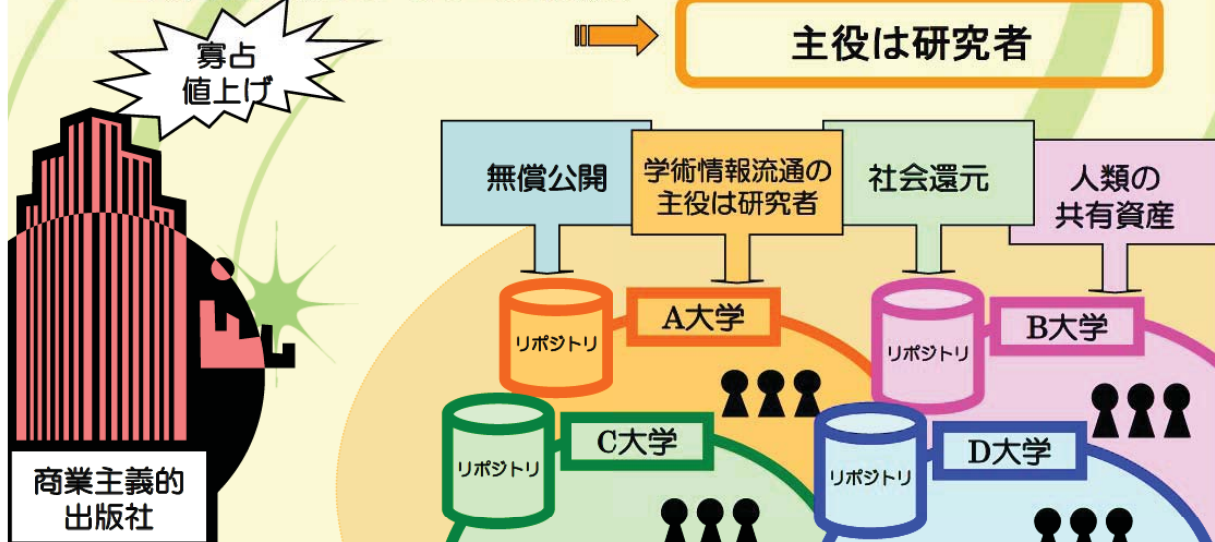 主役は研究者
寡占
値上げ
無償公開
学術情報流通の
主役は研究者
社会還元
人類の
共有資産
リポジトリ
A大学
リポジトリ
B大学
リポジトリ
C大学
リポジトリ
D大学
商業主義的
出版社